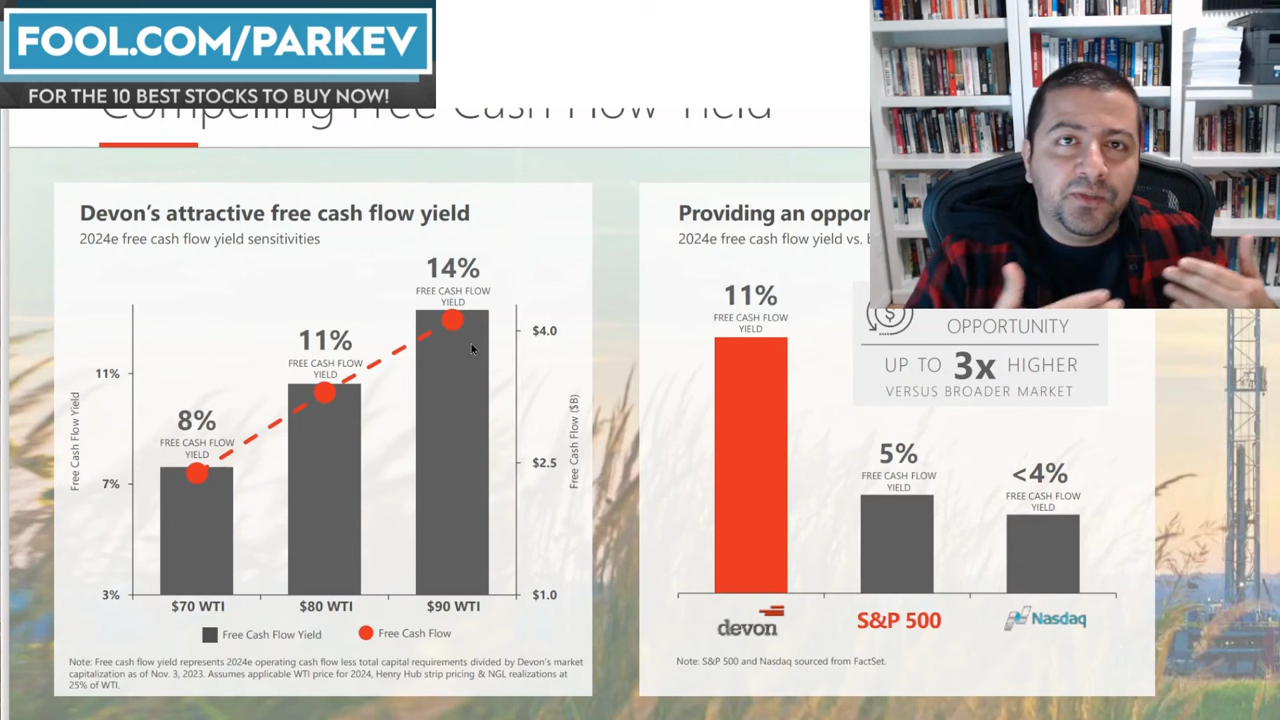 FOOL.COM/PARKEV
FOR THE 10 BEST STOCKS TO BUY NOW!
Compelling Free Cash Flow Yield
Devon's attractive free cash flow yield
2024e free cash flow yield sensitivities
14%
FREE CASH FLOW
YIELD
11%
FREE CASH FLOW
YIELD
8%
FREE CASH FLOW
YIELD
Free Cash Flow Yield
11%
7%
3%
$4.0
$2.5
$1.0
Free Cash Flow ($B)
$70 WTI
$80 WTI
$90 WTI
Free Cash Flow Yield
Free Cash Flow
Note: Free cash flow yield represents 2024e operating cash flow less total capital requirements divided by Devon's market
capitalization as of Nov. 3, 2023. Assumes applicable WTI price for 2024, Henry Hub strip pricing & NGL realizations at
25% of WTI.
Providing an oppor
2024e free cash flow yield vs.
11%
FREE CASH FLOW
YIELD
$
OPPORTUNITY
UP TO 3x HIGHER
VERSUS BROADER MARKET
5%
FREE CASH FLOW
YIELD
<4%
FREE CASH FLOW
YIELD
devon
S&P 500
Nasdaq
Note: S&P 500 and Nasdaq sourced from FactSet.